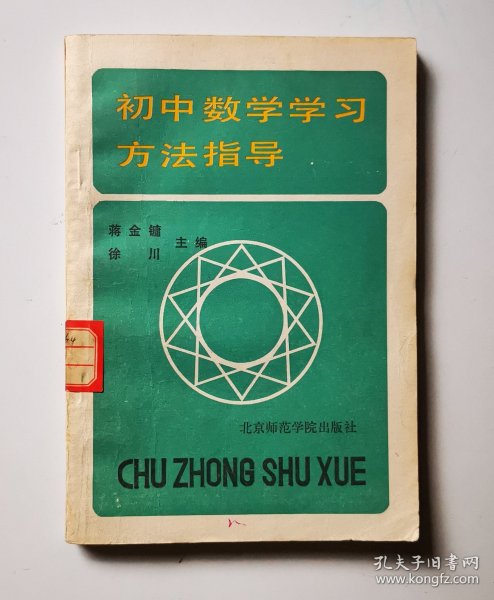 初中数学学习
方法指导
蒋金镛
徐川
主编
北京师范学院出版社
CHU ZHONG SHU XUE
孔夫子旧书网
www.kongfz.com